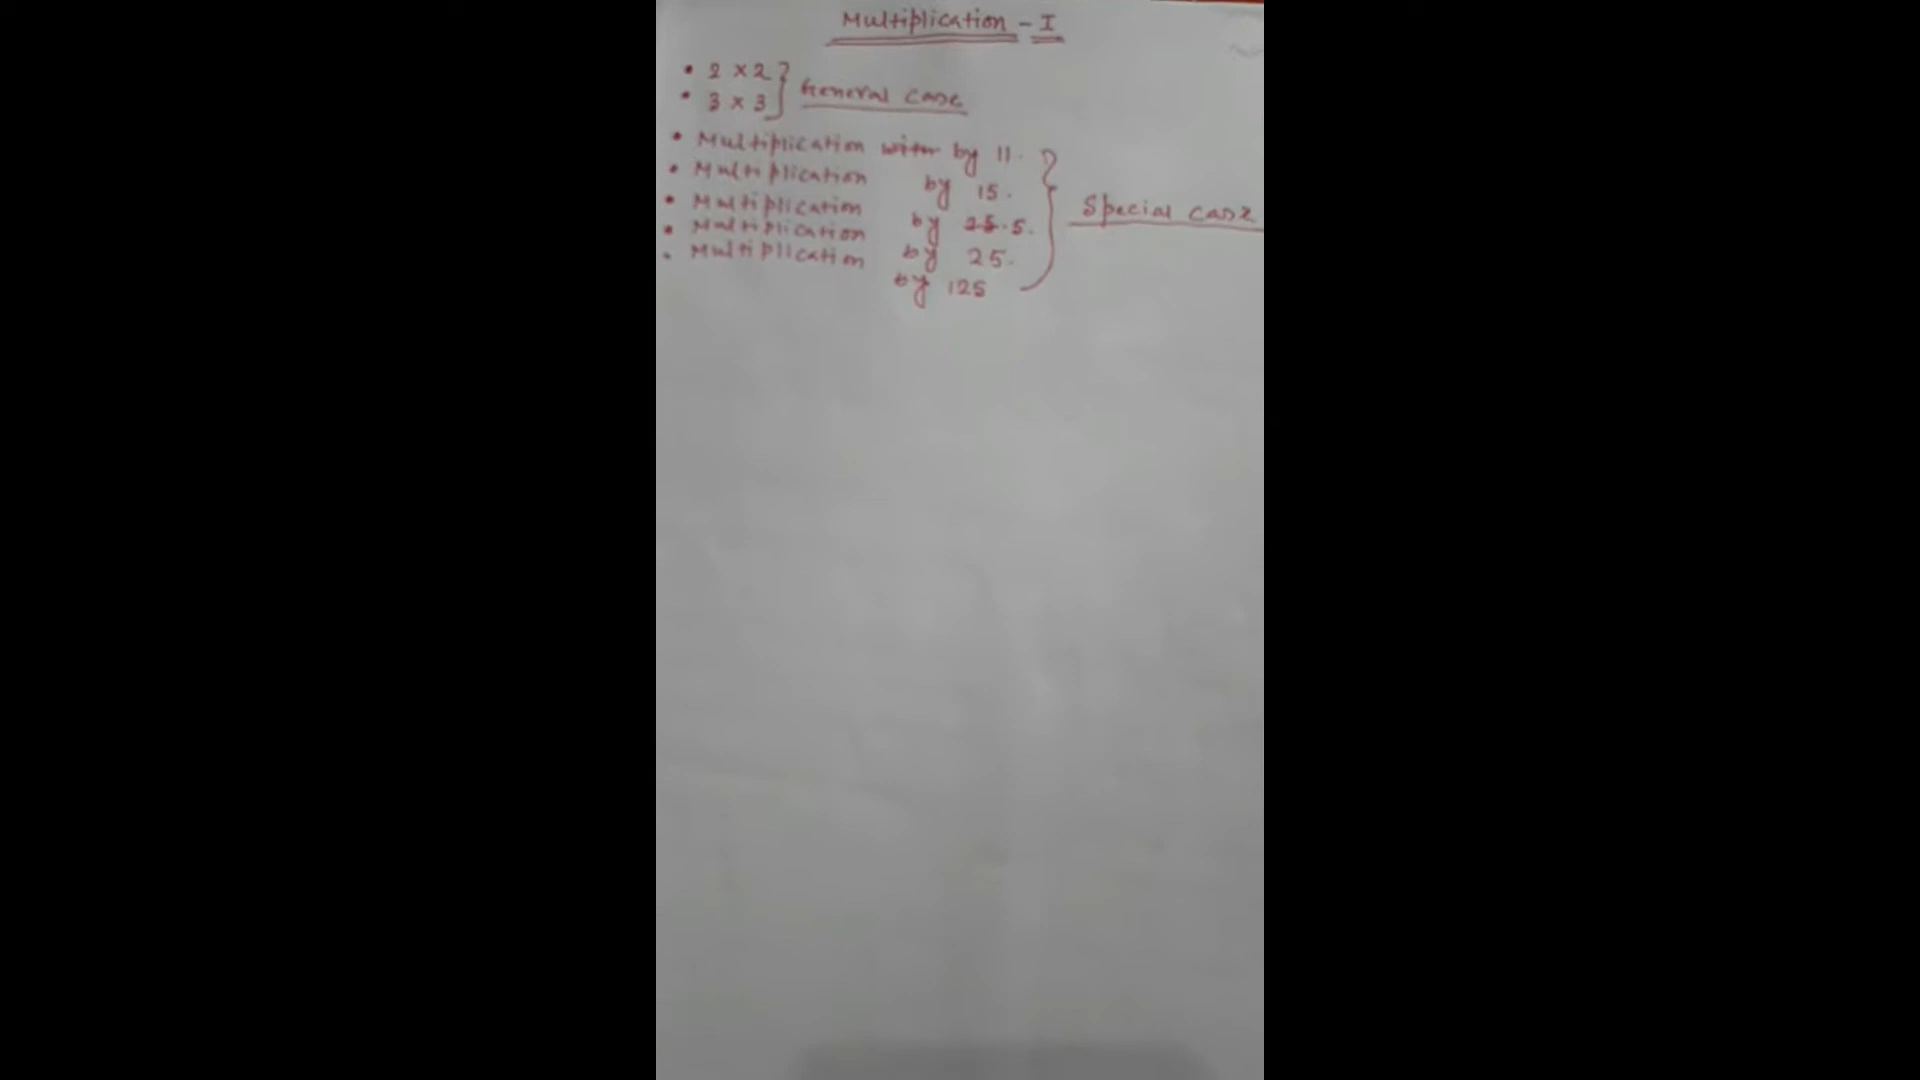 Multiplication - I
• 2 × 2
• 3 × 3 } General case
• Multiplication with by 11.
• Multiplication by 15.
• Multiplication by 25. 5.
• Multiplication by 25.
• Multiplication by 125
} Special case